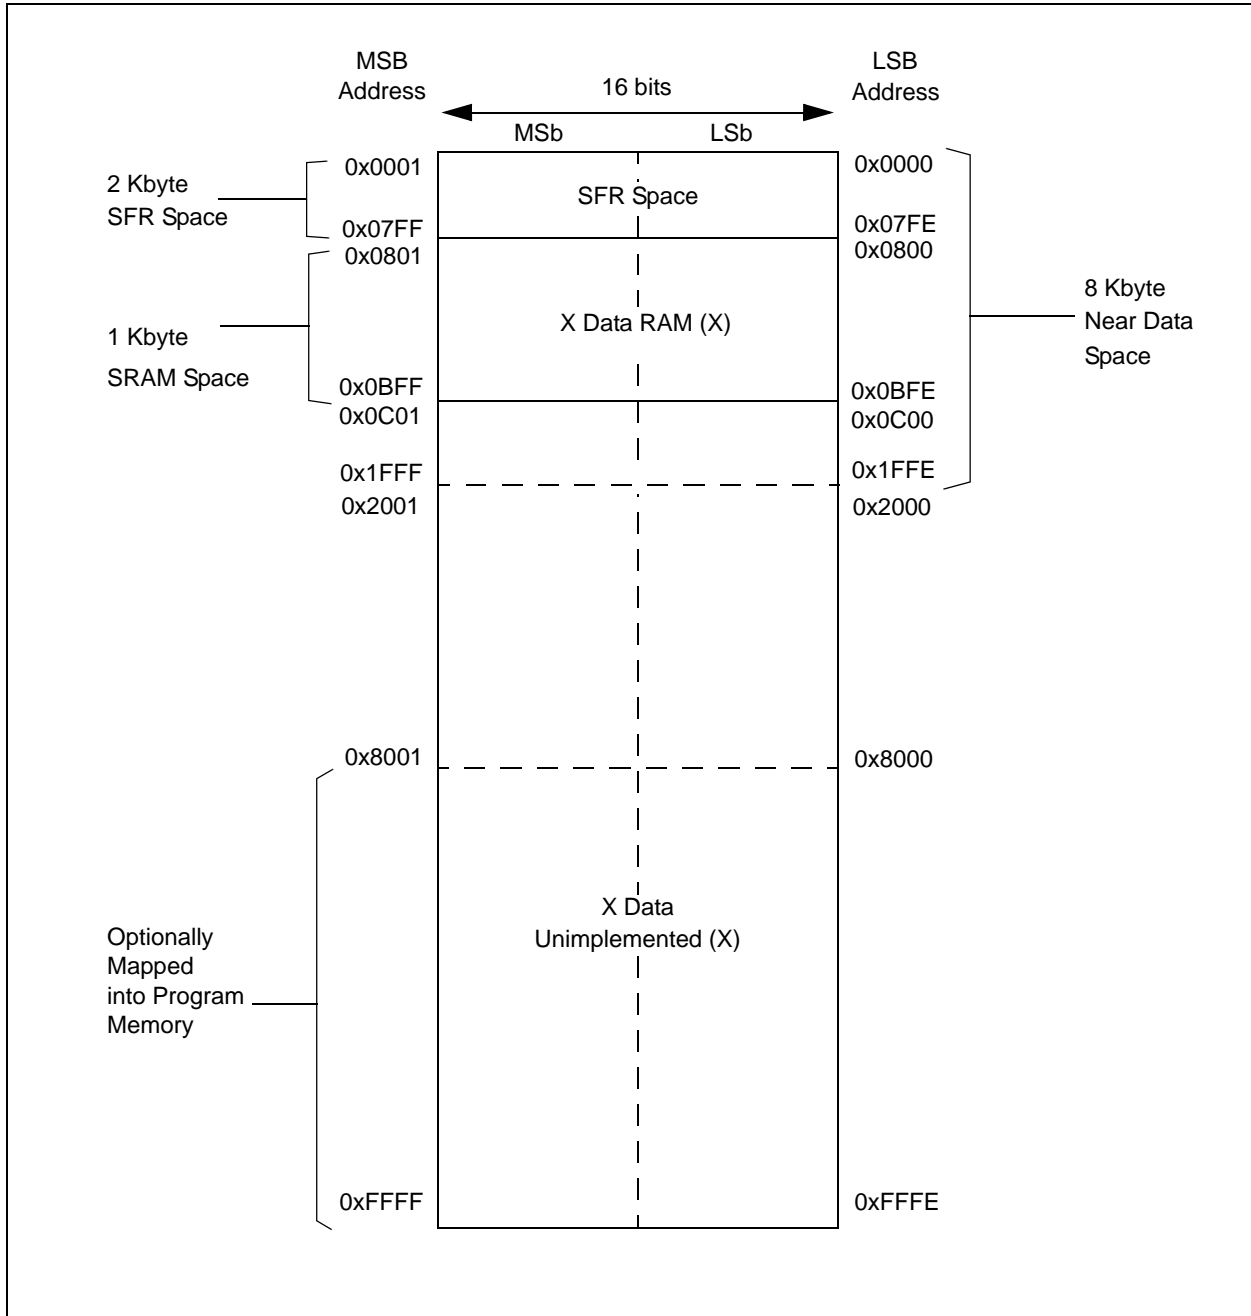 MSB
Address
LSB
Address
16 bits
MSb
LSb
0x0001
0x0000
2 Kbyte
SFR Space
SFR Space
0x07FF
0x07FE
0x0801
0x0800
1 Kbyte
SRAM Space
X Data RAM (X)
8 Kbyte
Near Data
Space
0x0BFF
0x0BFE
0x0C01
0x0C00
0x1FFF
0x1FFE
0x2001
0x2000
0x8001
0x8000
X Data
Unimplemented (X)
Optionally
Mapped
into Program
Memory
0xFFFF
0xFFFE